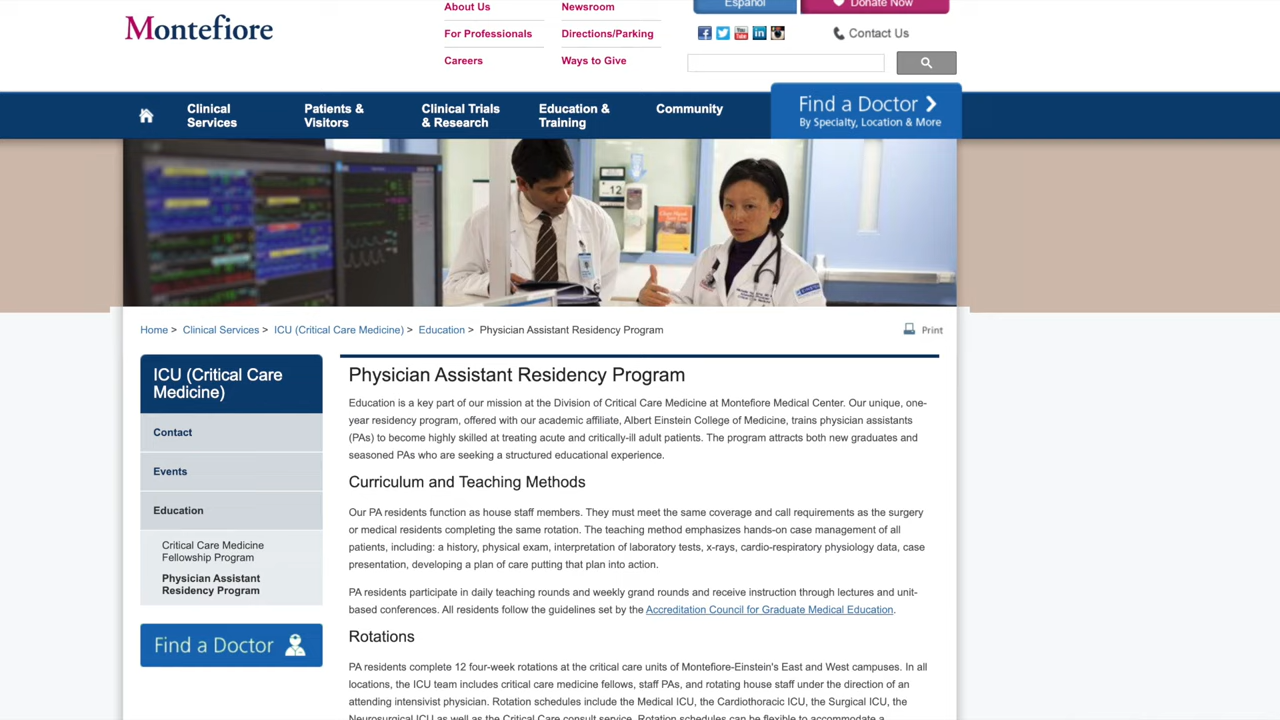 Montefiore
About Us
Newsroom
Español
Donate Now
For Professionals
Directions/Parking
Contact Us
Careers
Ways to Give
Clinical
Services
Patients &
Visitors
Clinical Trials
& Research
Education &
Training
Community
Find a Doctor
By Specialty, Location & More
-12
Home > Clinical Services > ICU (Critical Care Medicine) > Education > Physician Assistant Residency Program
Print
ICU (Critical Care
Medicine)
Contact
Events
Education
Critical Care Medicine
Fellowship Program
Physician Assistant
Residency Program
Find a Doctor
Physician Assistant Residency Program
Education is a key part of our mission at the Division of Critical Care Medicine at Montefiore Medical Center. Our unique, one-
year residency program, offered with our academic affiliate, Albert Einstein College of Medicine, trains physician assistants
(PAs) to become highly skilled at treating acute and critically-ill adult patients. The program attracts both new graduates and
seasoned PAs who are seeking a structured educational experience.
Curriculum and Teaching Methods
Our PA residents function as house staff members. They must meet the same coverage and call requirements as the surgery
or medical residents completing the same rotation. The teaching method emphasizes hands-on case management of all
patients, including: a history, physical exam, interpretation of laboratory tests, x-rays, cardio-respiratory physiology data, case
presentation, developing a plan of care putting that plan into action.
PA residents participate in daily teaching rounds and weekly grand rounds and receive instruction through lectures and unit-
based conferences. All residents follow the guidelines set by the Accreditation Council for Graduate Medical Education.
Rotations
PA residents complete 12 four-week rotations at the critical care units of Montefiore-Einstein's East and West campuses. In all
locations, the ICU team includes critical care medicine fellows, staff PAs, and rotating house staff under the direction of an
attending intensivist physician. Rotation schedules include the Medical ICU, the Cardiothoracic ICU, the Surgical ICU, the
Neurosurgical ICU as well as the Critical Care consult service. Rotation schedules can be flexible to accommodate a